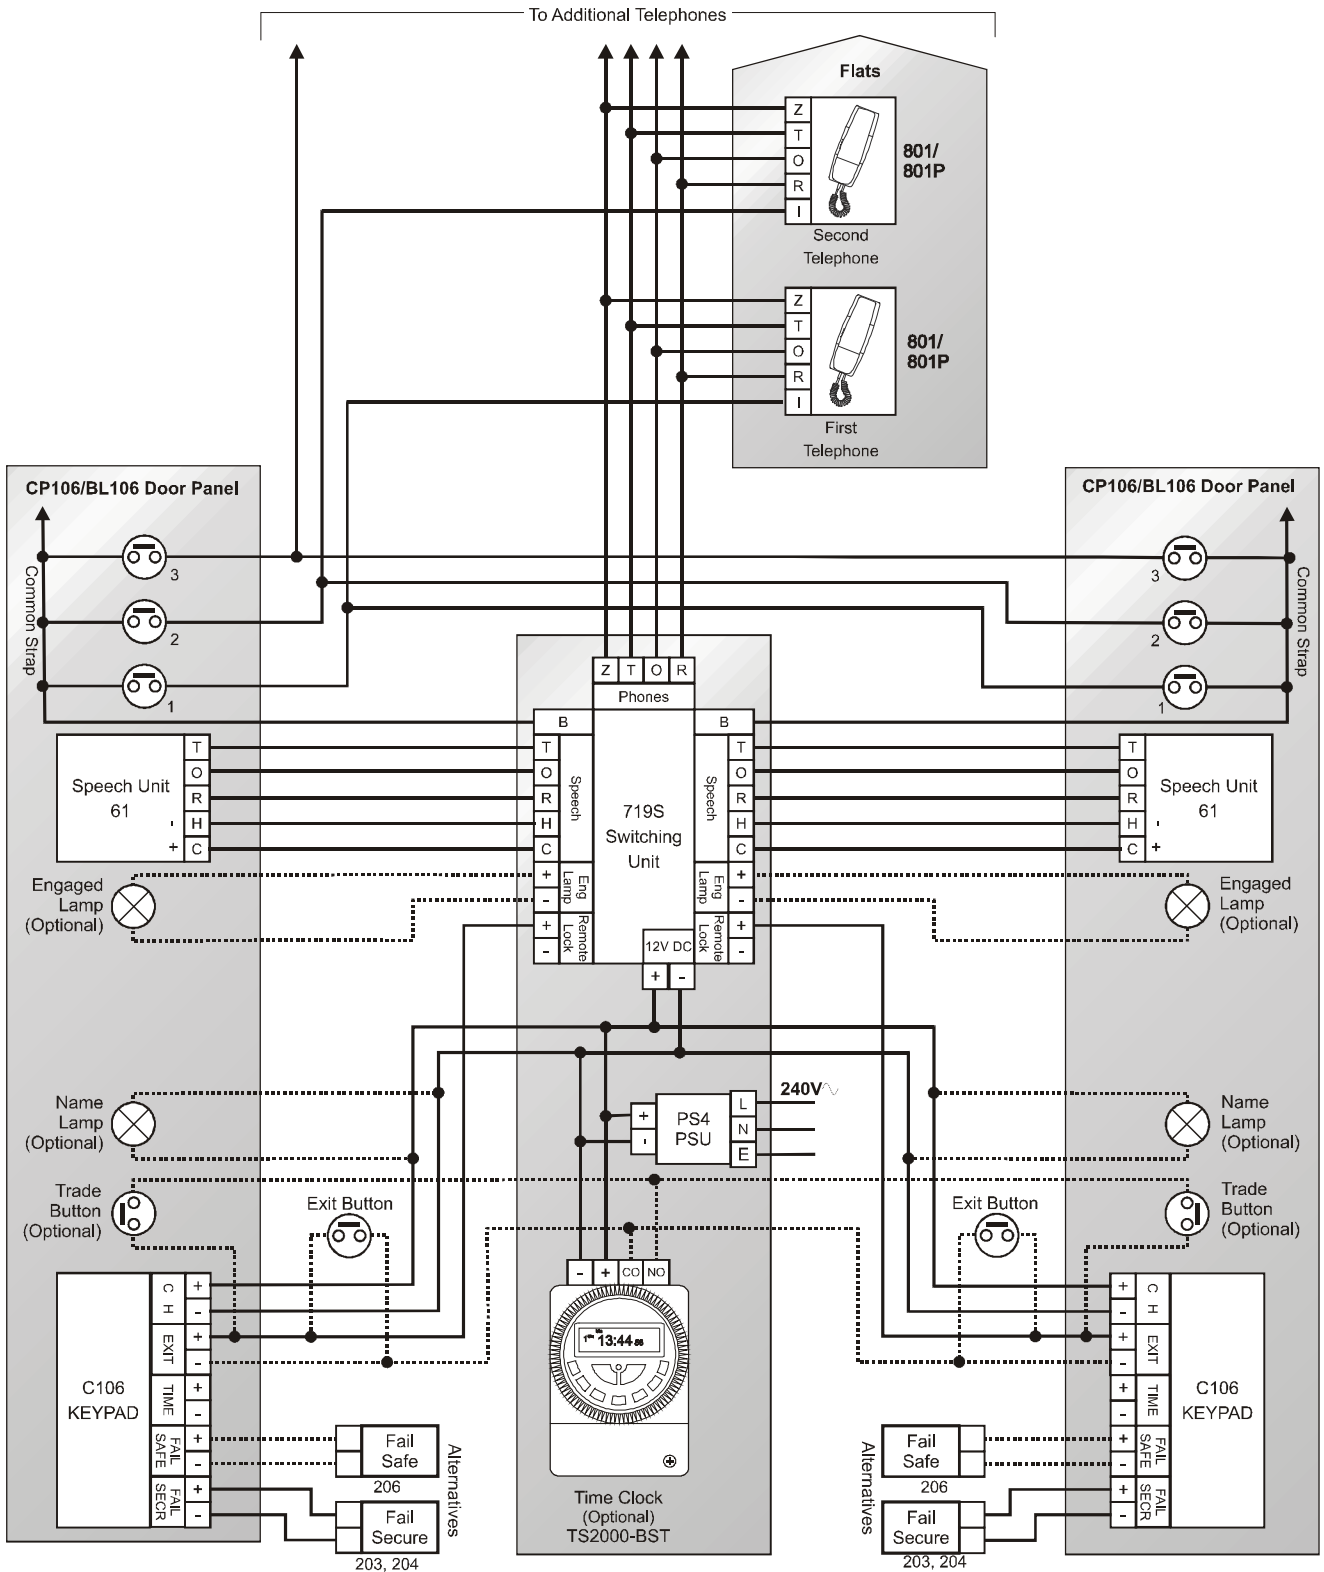 To Additional Telephones
Flats
Z
T
O
R
I
801/
801P
Second
Telephone
Z
T
O
R
I
801/
801P
First
Telephone
CP106/BL106 Door Panel
CP106/BL106 Door Panel
3
2
1
Common Strap
3
2
1
Common Strap
Z T O R
Phones
B
B
T
O
R
H
C
Speech Unit
61
-
+
T
O
R
H
C
Speech
+
-
Eng
Lamp
+
-
Remote
Lock
719S
Switching
Unit
12V DC
+ -
Speech
T
O
R
H
C
Eng
Lamp
+
-
Remote
Lock
+
-
T
O
R
H
C
-
+
Speech Unit
61
Engaged
Lamp
(Optional)
Engaged
Lamp
(Optional)
Name
Lamp
(Optional)
Name
Lamp
(Optional)
+
-
PS4
PSU
L
N
E
240V
Trade
Button
(Optional)
Exit Button
Exit Button
Trade
Button
(Optional)
- + CO NO
13:44
C106
KEYPAD
C H
EXIT
TIME
FAIL
SAFE
FAIL
SECR
+
-
+
-
+
-
+
-
+
-
Fail
Safe
206
Fail
Secure
203, 204
Alternatives
Time Clock
(Optional)
TS2000-BST
Alternatives
Fail
Safe
206
Fail
Secure
203, 204
+
-
+
-
+
-
+
-
+
-
C H
EXIT
TIME
FAIL
SAFE
FAIL
SECR
C106
KEYPAD